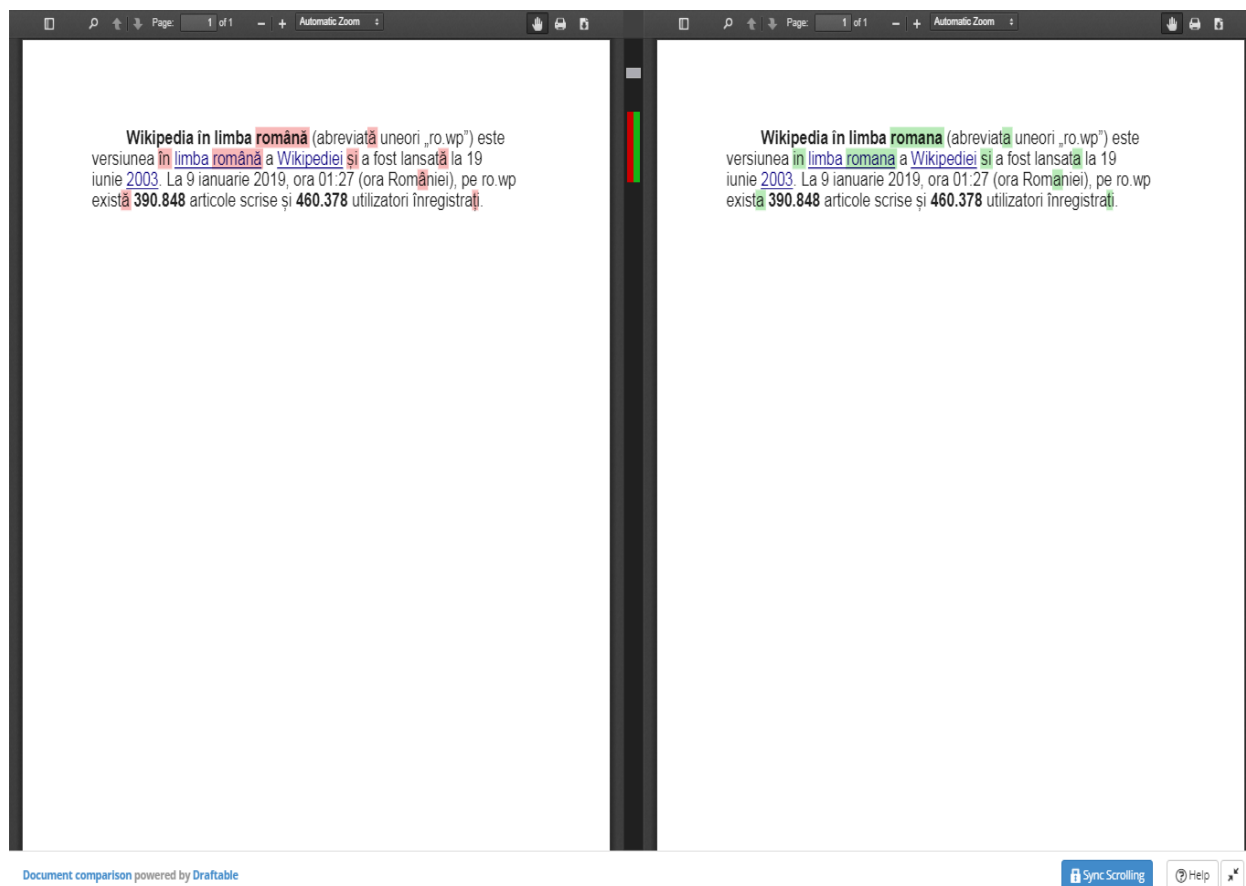 Page: 1 of 1 Automatic Zoom
Page: 1 of 1 Automatic Zoom
Wikipedia în limba română (abreviată uneori „ro.wp”) este
versiunea în limba română a Wikipediei și a fost lansată la 19
iunie 2003. La 9 ianuarie 2019, ora 01:27 (ora României), pe ro.wp
există 390.848 articole scrise și 460.378 utilizatori înregistrați.
Wikipedia în limba romana (abreviata uneori „ro.wp”) este
versiunea in limba romana a Wikipediei si a fost lansata la 19
iunie 2003. La 9 ianuarie 2019, ora 01:27 (ora Romaniei), pe ro.wp
exista 390.848 articole scrise și 460.378 utilizatori înregistrati.
Document comparison powered by Draftable
Sync Scrolling
Help